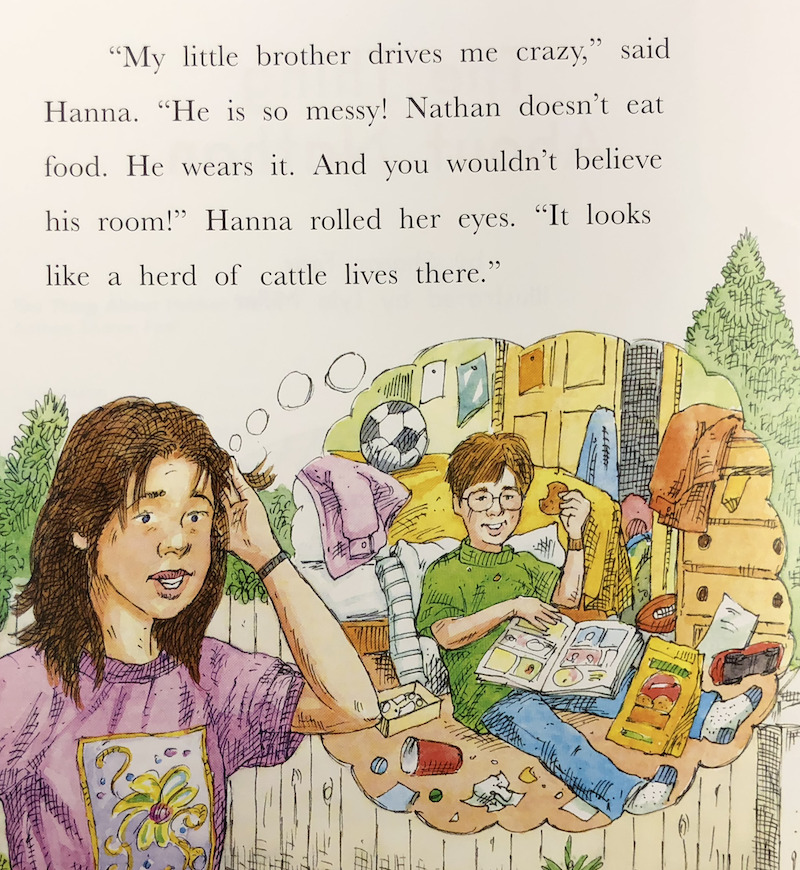 “My little brother drives me crazy,” said
Hanna. “He is so messy! Nathan doesn’t eat
food. He wears it. And you wouldn’t believe
his room!” Hanna rolled her eyes. “It looks
like a herd of cattle lives there.”